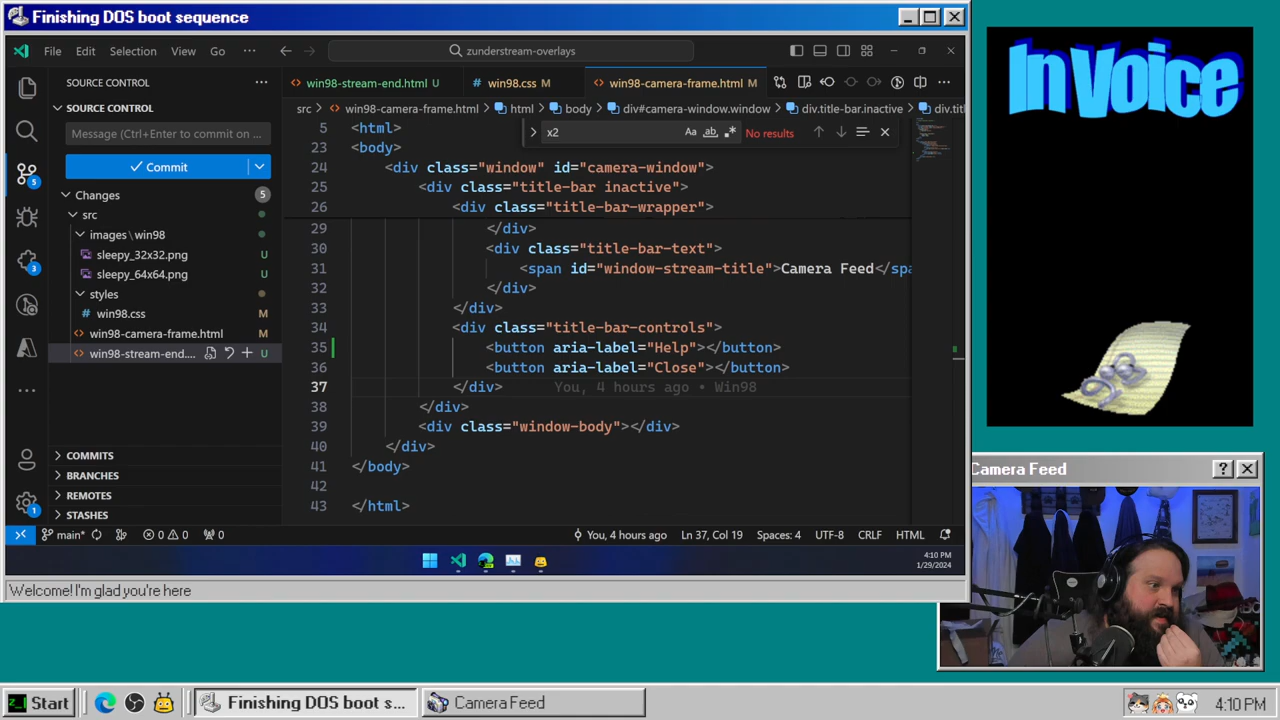 Finishing DOS boot sequence
File Edit Selection View Go ···
zunderstream-overlays
SOURCE CONTROL
win98-stream-end.html U
win98.css M
win98-camera-frame.html M
src > win98-camera-frame.html > html > body > div#camera-window.window > div.title-bar.inactive >
SOURCE CONTROL
Message (Ctrl+Enter to commit on ...
Commit
Changes 5
src
images\win98
sleepy_32x32.png U
sleepy_64x64.png U
styles
win98.css M
win98-camera-frame.html M
win98-stream-end.... U
COMMITS
BRANCHES
REMOTES
STASHES
5
3
1
x2
Aa ab No results
5 <html>
23 <body>
24 <div class="window" id="camera-window">
25 <div class="title-bar inactive">
26 <div class="title-bar-wrapper">
29 </div>
30 <div class="title-bar-text">
31 <span id="window-stream-title">Camera Feed</spa
32 </div>
33 </div>
34 <div class="title-bar-controls">
35 <button aria-label="Help"></button>
36 <button aria-label="Close"></button>
37 </div> You, 4 hours ago • Win98
38 </div>
39 <div class="window-body"></div>
40 </div>
41 </body>
42
43 </html>
main* 0 0 0
You, 4 hours ago Ln 37, Col 19 Spaces: 4 UTF-8 CRLF HTML
4:10 PM
1/29/2024
Welcome! I'm glad you're here
InVoice
Camera Feed ?
Start
Finishing DOS boot s...
Camera Feed
4:10 PM